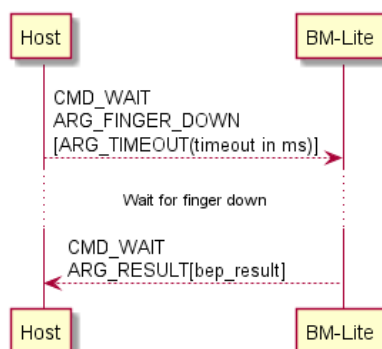 Host
BM-Lite
CMD_WAIT
ARG_FINGER_DOWN
[ARG_TIMEOUT(timeout in ms)]
Wait for finger down
CMD_WAIT
ARG_RESULT[bep_result]
Host
BM-Lite